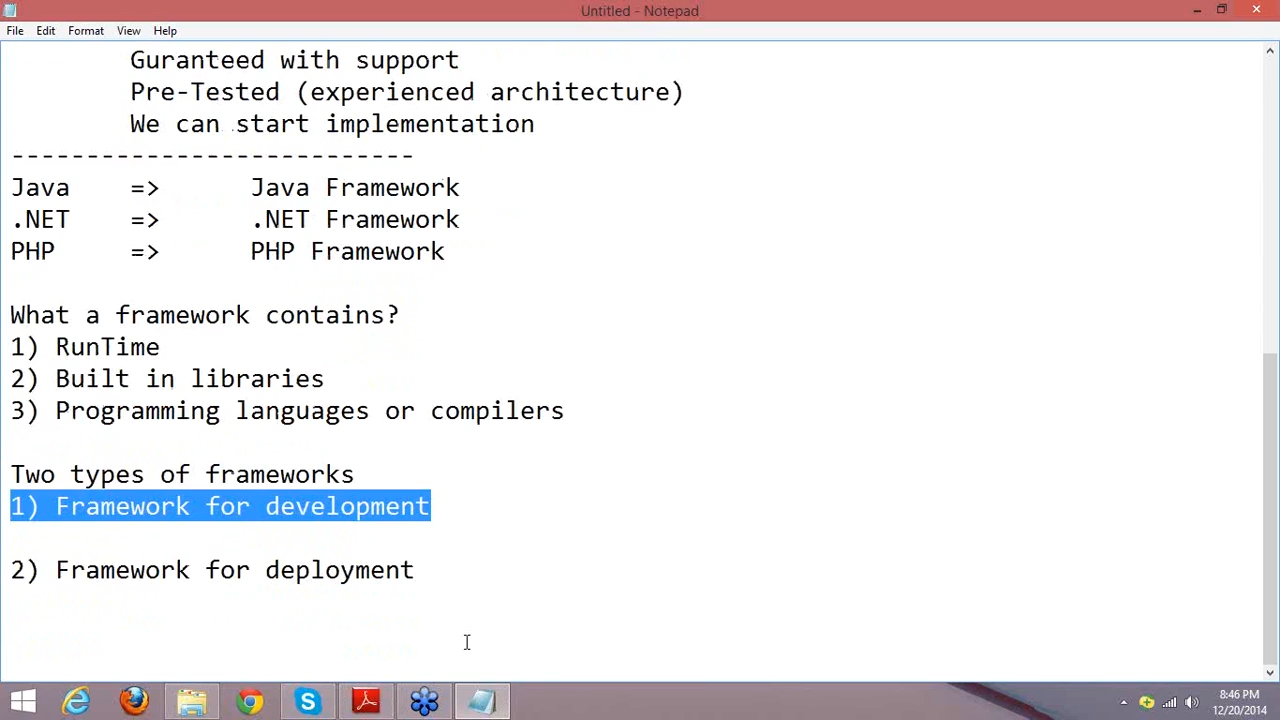 Untitled - Notepad
File Edit Format View Help
Guranteed with support
Pre-Tested (experienced architecture)
We can start implementation
---------------------------
Java => Java Framework
.NET => .NET Framework
PHP => PHP Framework
What a framework contains?
1) RunTime
2) Built in libraries
3) Programming languages or compilers
Two types of frameworks
1) Framework for development
2) Framework for deployment
8:46 PM
12/20/2014